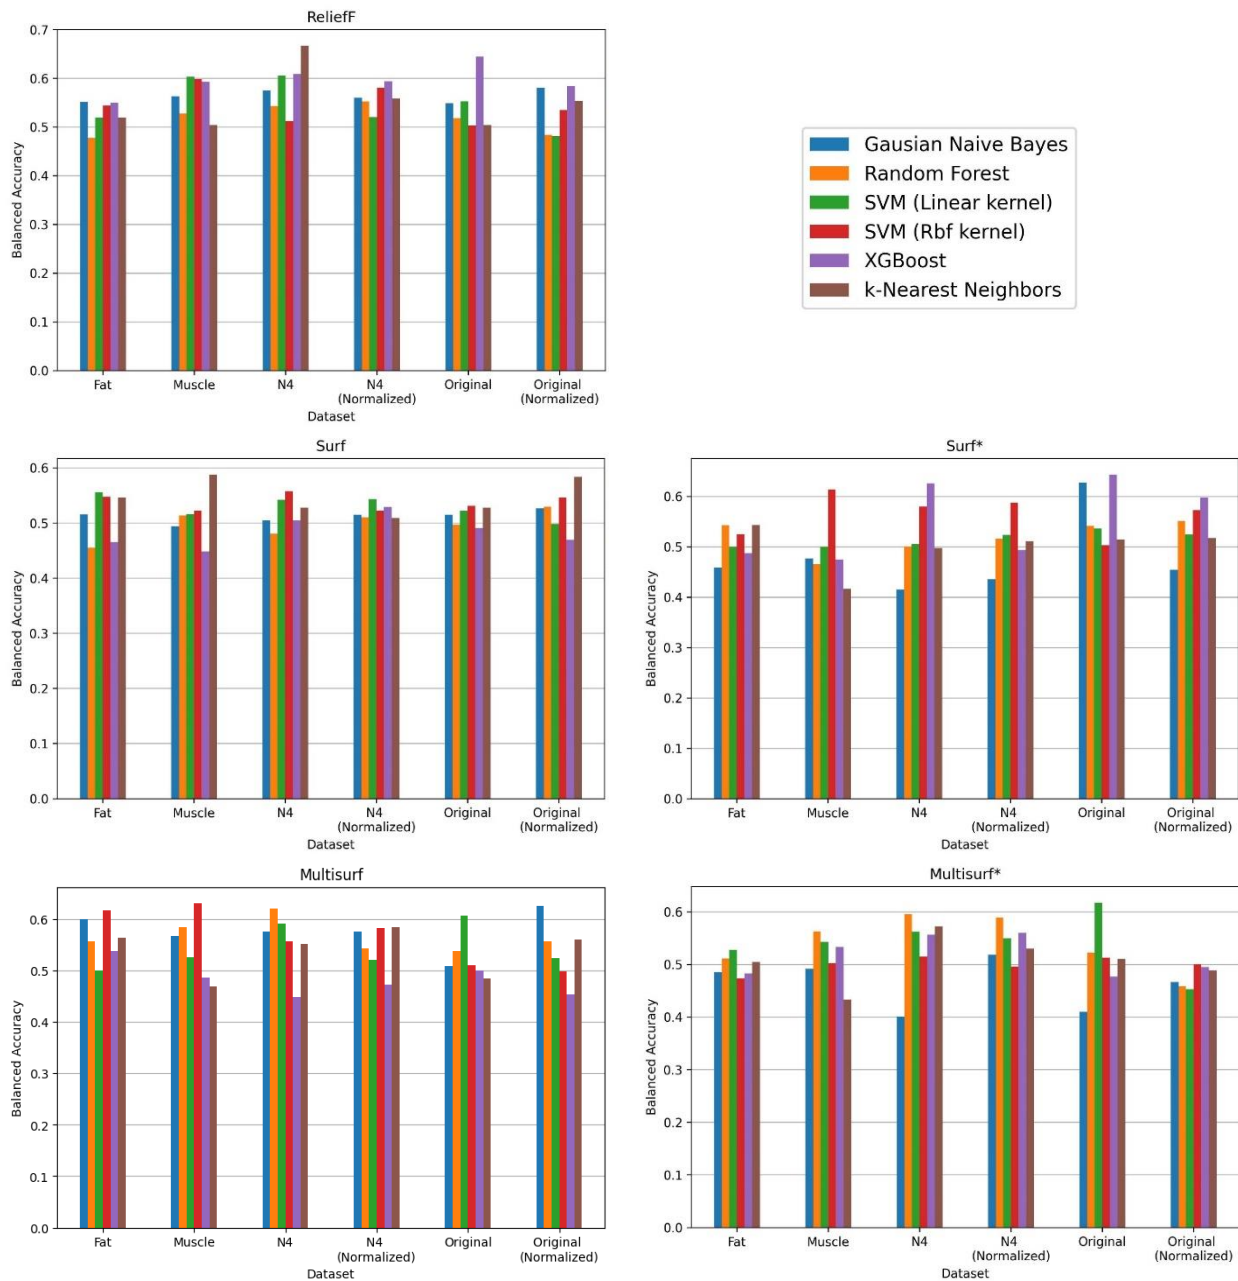 ReliefF
0.7
0.6
0.5
0.4
0.3
0.2
0.1
0.0
Balanced Accuracy
Fat
Muscle
N4
N4
(Normalized)
Original
Original
(Normalized)
Dataset
Gausian Naive Bayes
Random Forest
SVM (Linear kernel)
SVM (Rbf kernel)
XGBoost
k-Nearest Neighbors
Surf
0.6
0.5
0.4
0.3
0.2
0.1
0.0
Balanced Accuracy
Fat
Muscle
N4
N4
(Normalized)
Original
Original
(Normalized)
Dataset
Surf*
0.6
0.5
0.4
0.3
0.2
0.1
0.0
Balanced Accuracy
Fat
Muscle
N4
N4
(Normalized)
Original
Original
(Normalized)
Dataset
Multisurf
0.6
0.5
0.4
0.3
0.2
0.1
0.0
Balanced Accuracy
Fat
Muscle
N4
N4
(Normalized)
Original
Original
(Normalized)
Dataset
Multisurf*
0.6
0.5
0.4
0.3
0.2
0.1
0.0
Balanced Accuracy
Fat
Muscle
N4
N4
(Normalized)
Original
Original
(Normalized)
Dataset